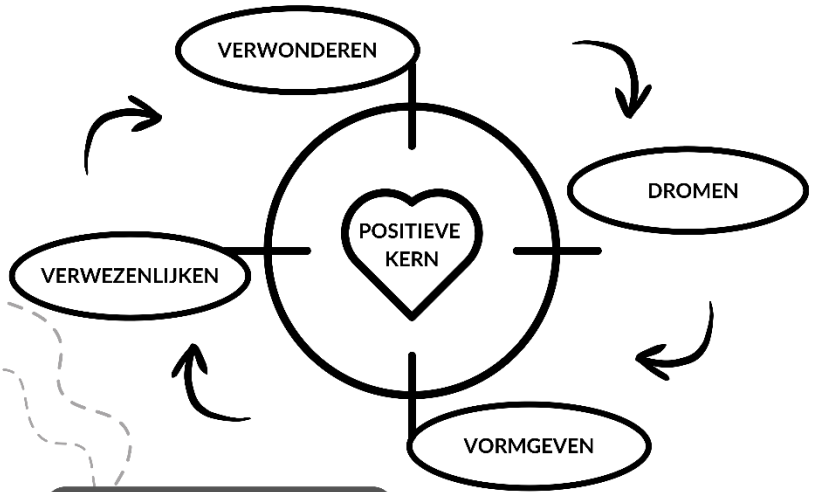 VERWONDEREN
DROMEN
POSITIEVE
KERN
VERWEZENLIJKEN
VORMGEVEN